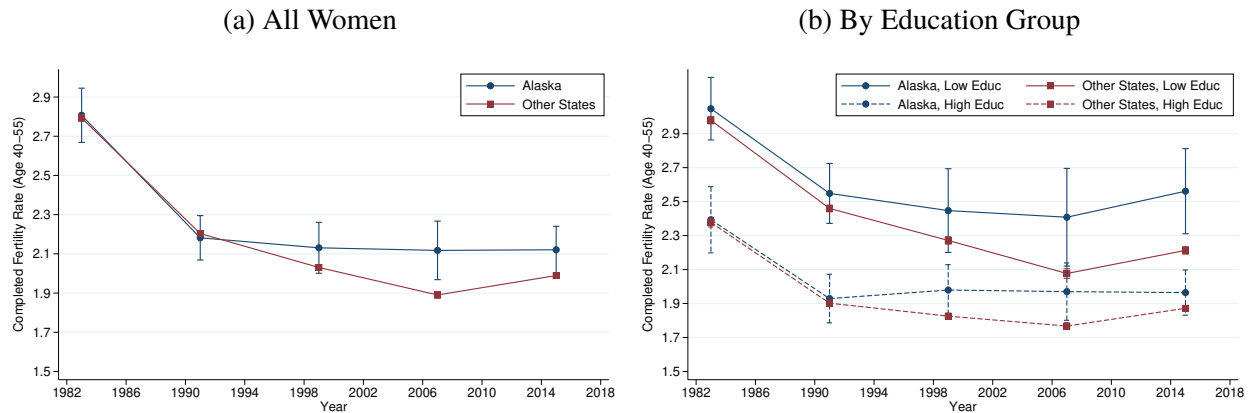 (a) All Women
Completed Fertility Rate (Age 40–55)
2.9
2.7
2.5
2.3
2.1
1.9
1.7
1.5
1982 1986 1990 1994 1998 2002 2006 2010 2014 2018
Year
Alaska
Other States
(b) By Education Group
Completed Fertility Rate (Age 40–55)
2.9
2.7
2.5
2.3
2.1
1.9
1.7
1.5
1982 1986 1990 1994 1998 2002 2006 2010 2014 2018
Year
Alaska, Low Educ Other States, Low Educ
Alaska, High Educ Other States, High Educ